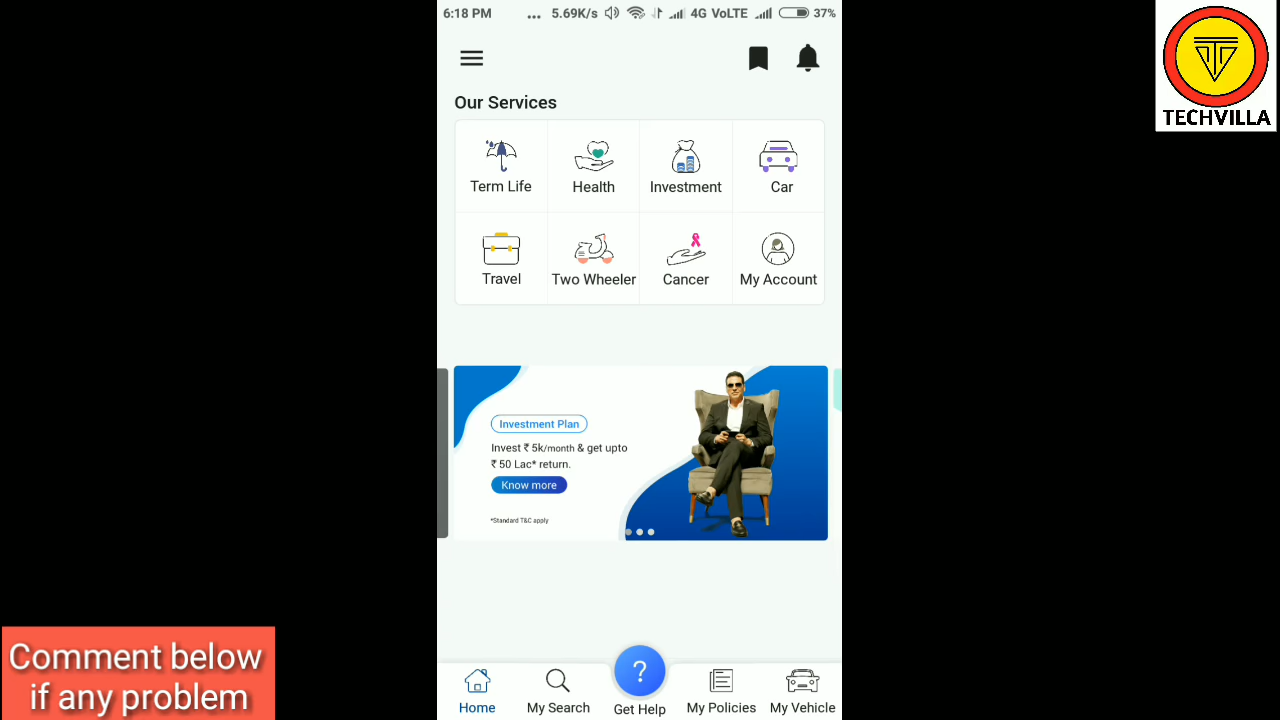 6:18 PM
... 5.69K/s 4G VoLTE 37%
TECHVILLA
Our Services
Term Life
Health
Investment
Car
Travel
Two Wheeler
Cancer
My Account
Investment Plan
Invest ₹ 5k/month & get upto
₹ 50 Lac* return.
Know more
*Standard T&C apply
Comment below
if any problem
?
Home
My Search
Get Help
My Policies
My Vehicle